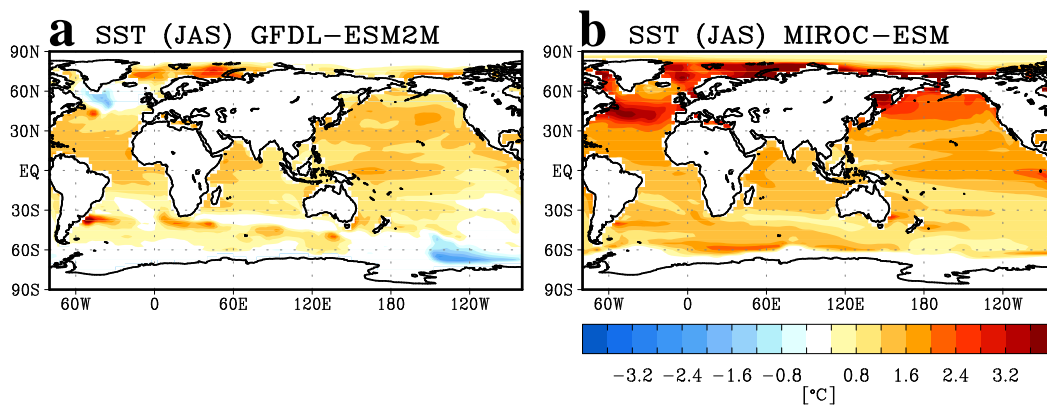 a SST (JAS) GFDL-ESM2M
90N
60N
30N
EQ
30S
60S
90S
60W 0 60E 120E 180 120W
b SST (JAS) MIROC-ESM
90N
60N
30N
EQ
30S
60S
90S
60W 0 60E 120E 180 120W
−3.2 −2.4 −1.6 −0.8 0.8 1.6 2.4 3.2
[°C]